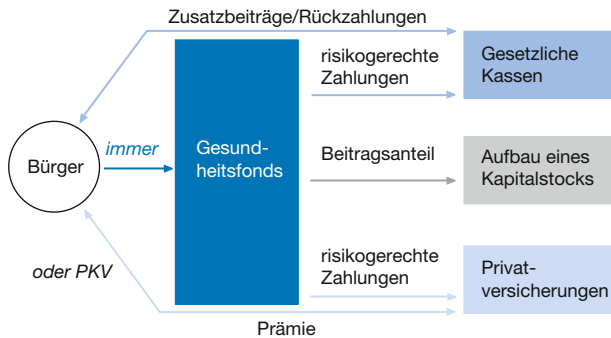 Zusatzbeiträge/Rückzahlungen
risikogerechte
Zahlungen
Gesetzliche
Kassen
Bürger
immer
Gesund-
heitsfonds
Beitragsanteil
Aufbau eines
Kapitalstocks
oder PKV
risikogerechte
Zahlungen
Privat-
versicherungen
Prämie